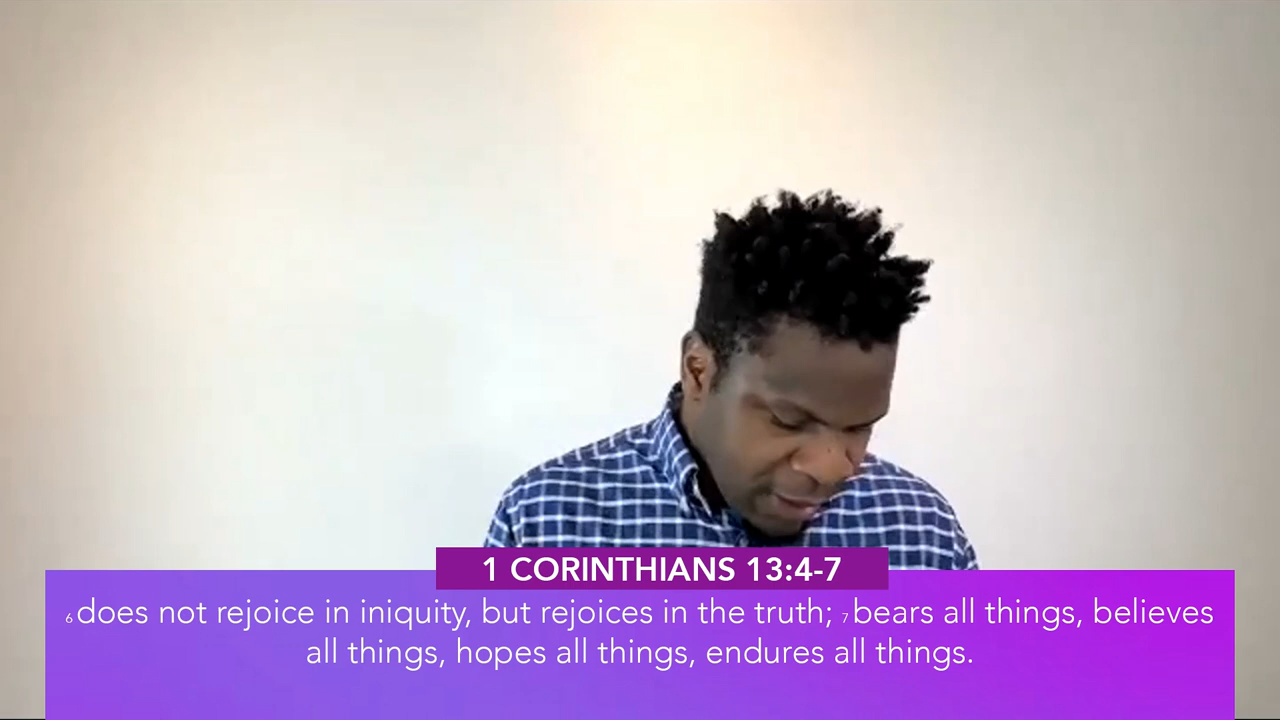 1 CORINTHIANS 13:4-7
6 does not rejoice in iniquity, but rejoices in the truth; 7 bears all things, believes
all things, hopes all things, endures all things.